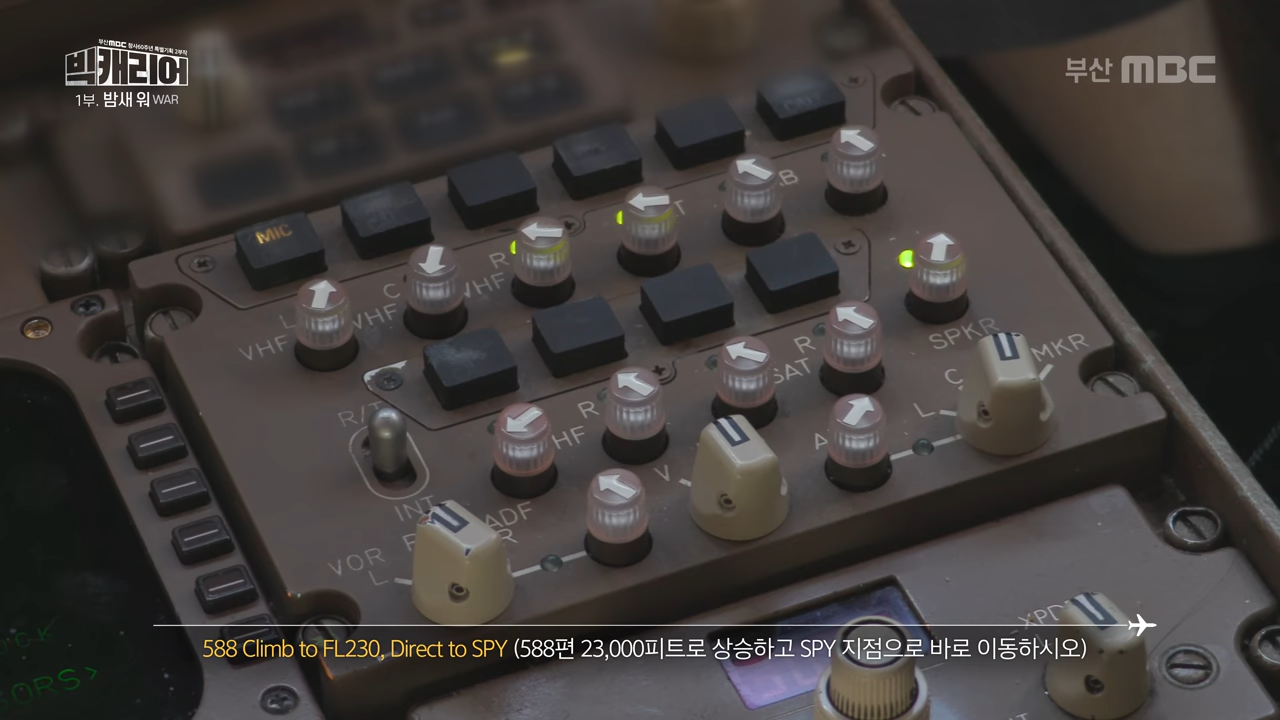 부산MBC 창사60주년 특별기획 2부작
빅캐리어
1부. 밤새 워 WAR
부산 MBC
MIC
L
VHF
C
VHF
R
VHF
SPKR
R/T
INT
R
HF
R
SAT
L
C
MKR
V
ADF
VOR
L
R
XPD
ORS>
588 Climb to FL230, Direct to SPY (588편 23,000피트로 상승하고 SPY 지점으로 바로 이동하시오)